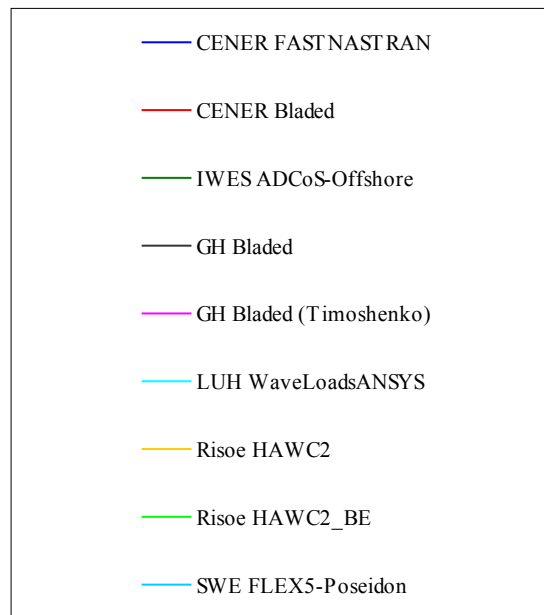 CENER FASTNASTRAN
CENER Bladed
IWES ADCoS-Offshore
GH Bladed
GH Bladed (Timoshenko)
LUH WaveLoadsANSYS
Risoe HAWC2
Risoe HAWC2_BE
SWE FLEX5-Poseidon